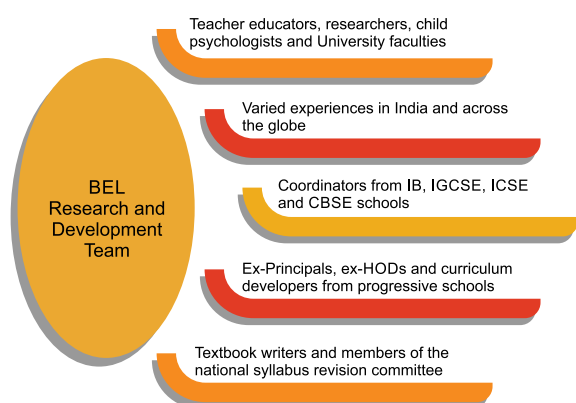 Teacher educators, researchers, child
psychologists and University faculties
Varied experiences in India and across
the globe
BEL
Research and
Development
Team
Coordinators from IB, IGCSE, ICSE
and CBSE schools
Ex-Principals, ex-HODs and curriculum
developers from progressive schools
Textbook writers and members of the
national syllabus revision committee